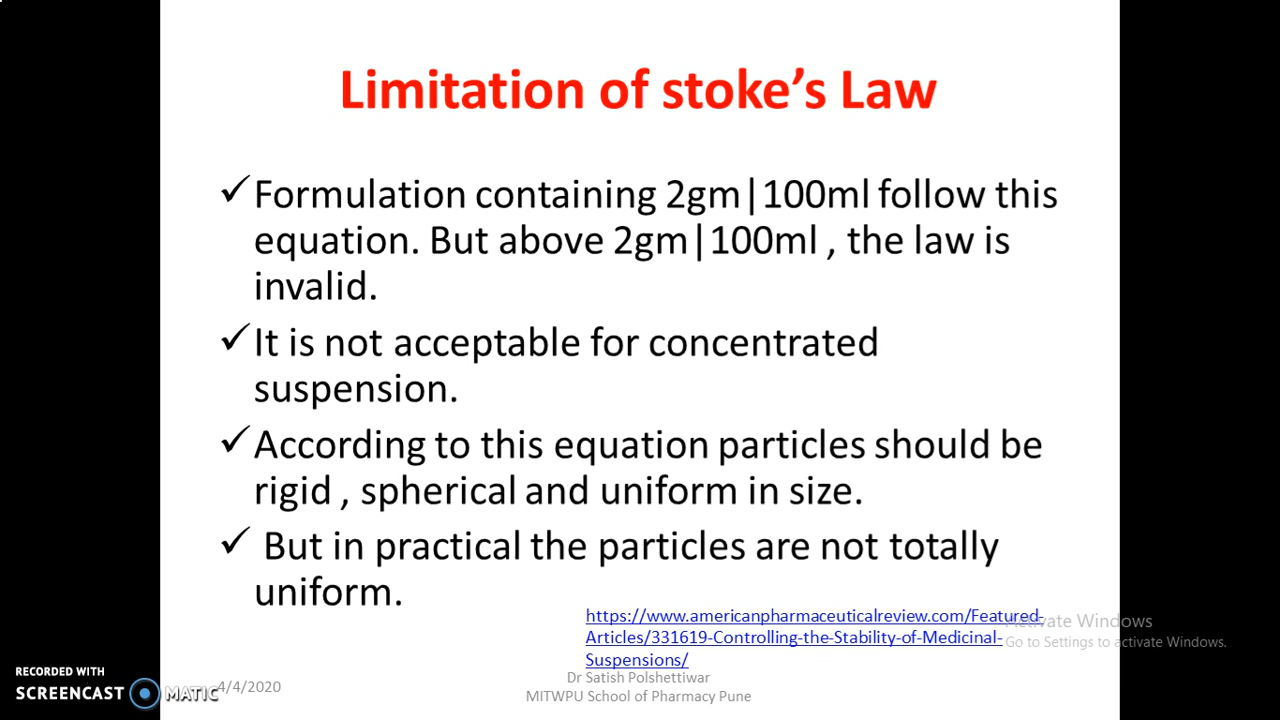 Limitation of stoke’s Law
✓Formulation containing 2gm|100ml follow this
equation. But above 2gm|100ml , the law is
invalid.
✓It is not acceptable for concentrated
suspension.
✓According to this equation particles should be
rigid , spherical and uniform in size.
✓ But in practical the particles are not totally
uniform.
https://www.americanpharmaceuticalreview.com/Featured-
Articles/331619-Controlling-the-Stability-of-Medicinal-
Suspensions/
Activate Windows
Go to Settings to activate Windows.
Dr Satish Polshettiwar
MITWPU School of Pharmacy Pune
4/4/2020
RECORDED WITH
SCREENCAST MATIC